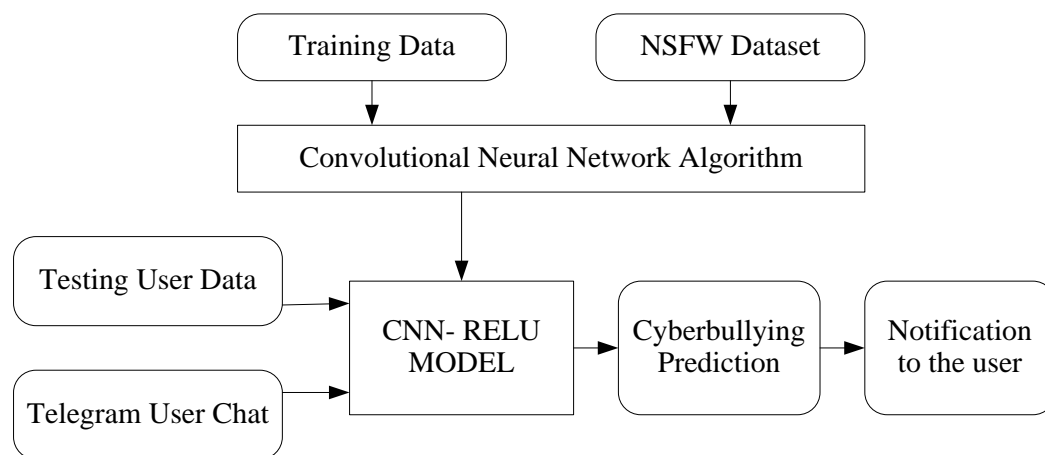 Training Data
NSFW Dataset
Convolutional Neural Network Algorithm
Testing User Data
Telegram User Chat
CNN- RELU
MODEL
Cyberbullying
Prediction
Notification
to the user